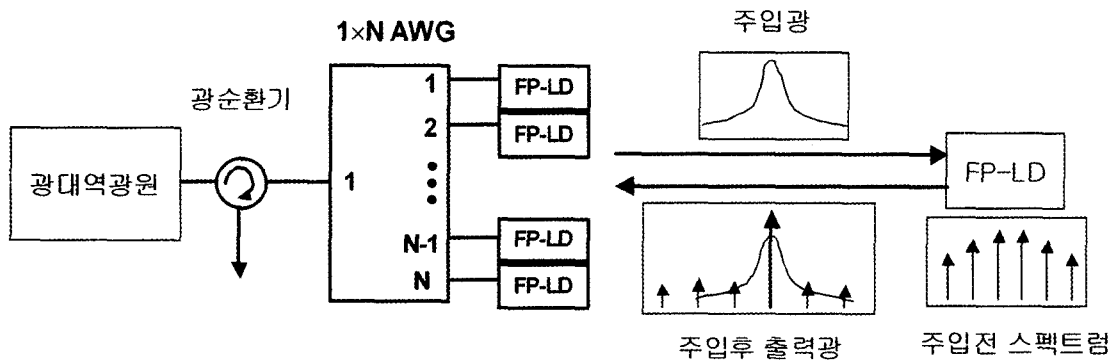 주입광
1×N AWG
광순환기
광대역광원
1
1
2
N-1
N
FP-LD
FP-LD
FP-LD
FP-LD
FP-LD
주입후 출력광
주입전 스펙트럼